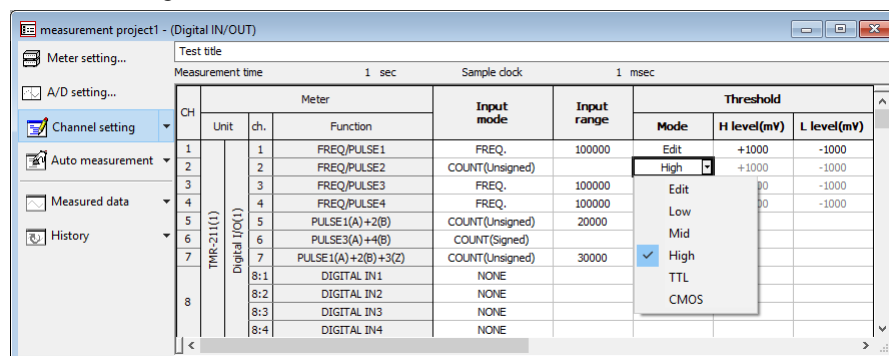 measurement project1 - (Digital IN/OUT)
Meter setting...
A/D setting...
Channel setting
Auto measurement
Measured data
History
Test title
Measurement time 1 sec Sample clock 1 msec
CH Meter Input mode Input range Threshold
Unit ch. Function Mode H level(mV) L level(mV)
TMR-211(1)
Digital I/O(1)
1 1 FREQ/PULSE1 FREQ. 100000 Edit +1000 -1000
2 2 FREQ/PULSE2 COUNT(Unsigned) High +1000 -1000
3 3 FREQ/PULSE3 FREQ. 100000 -1000
4 4 FREQ/PULSE4 FREQ. 100000 -1000
5 5 PULSE1(A)+2(B) COUNT(Unsigned) 20000
6 6 PULSE3(A)+4(B) COUNT(Signed)
7 7 PULSE1(A)+2(B)+3(Z) COUNT(Unsigned) 30000
8 8:1 DIGITAL IN1 NONE
8:2 DIGITAL IN2 NONE
8:3 DIGITAL IN3 NONE
8:4 DIGITAL IN4 NONE
Edit
Low
Mid
High
TTL
CMOS